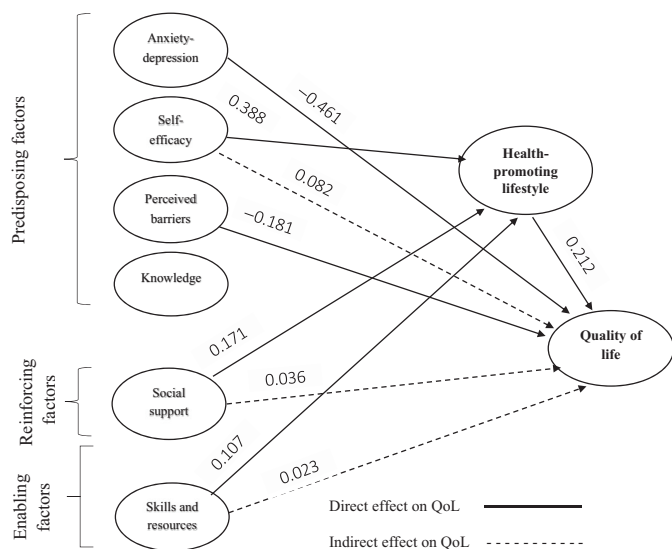 Predisposing factors
Anxiety-
depression
Self-
efficacy
Perceived
barriers
Knowledge
Reinforcing
factors
Social
support
Enabling
factors
Skills and
resources
−0.461
0.388
0.082
−0.181
0.171
0.036
0.107
0.023
Health-
promoting
lifestyle
0.212
Quality of
life
Direct effect on QoL
Indirect effect on QoL